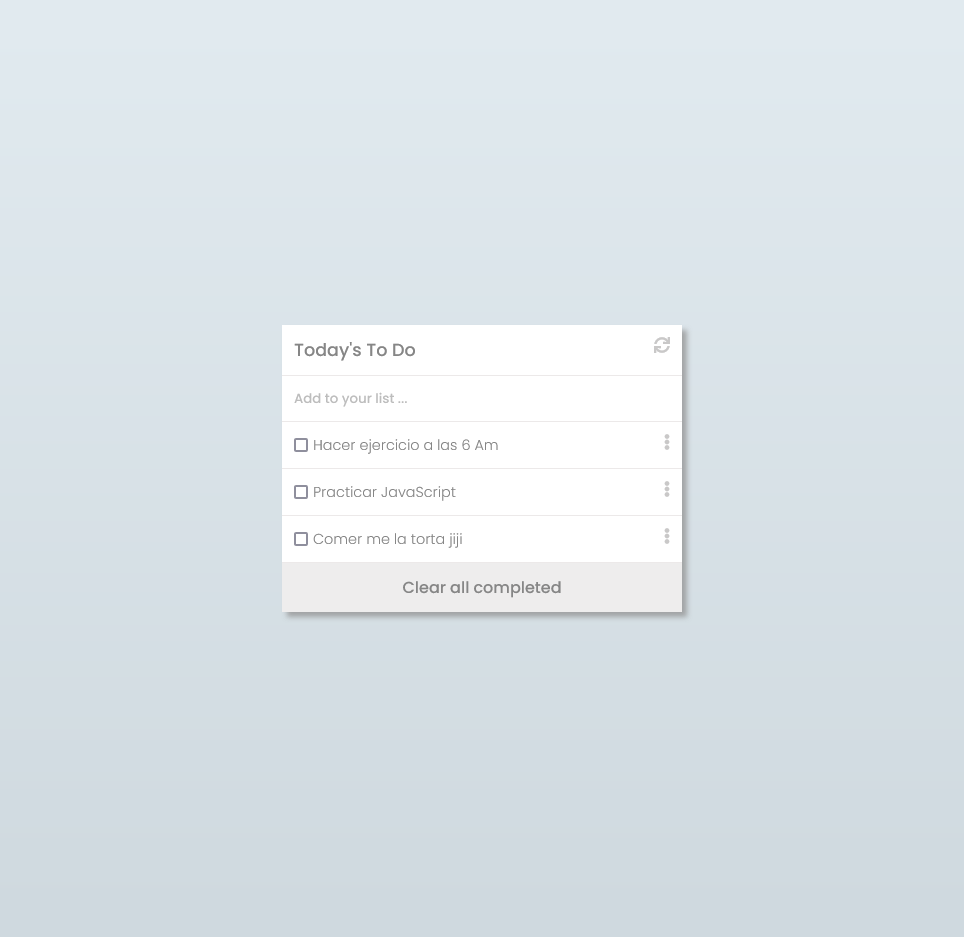 Today's To Do
Add to your list ...
Hacer ejercicio a las 6 Am
Practicar JavaScript
Comer me la torta jiji
Clear all completed